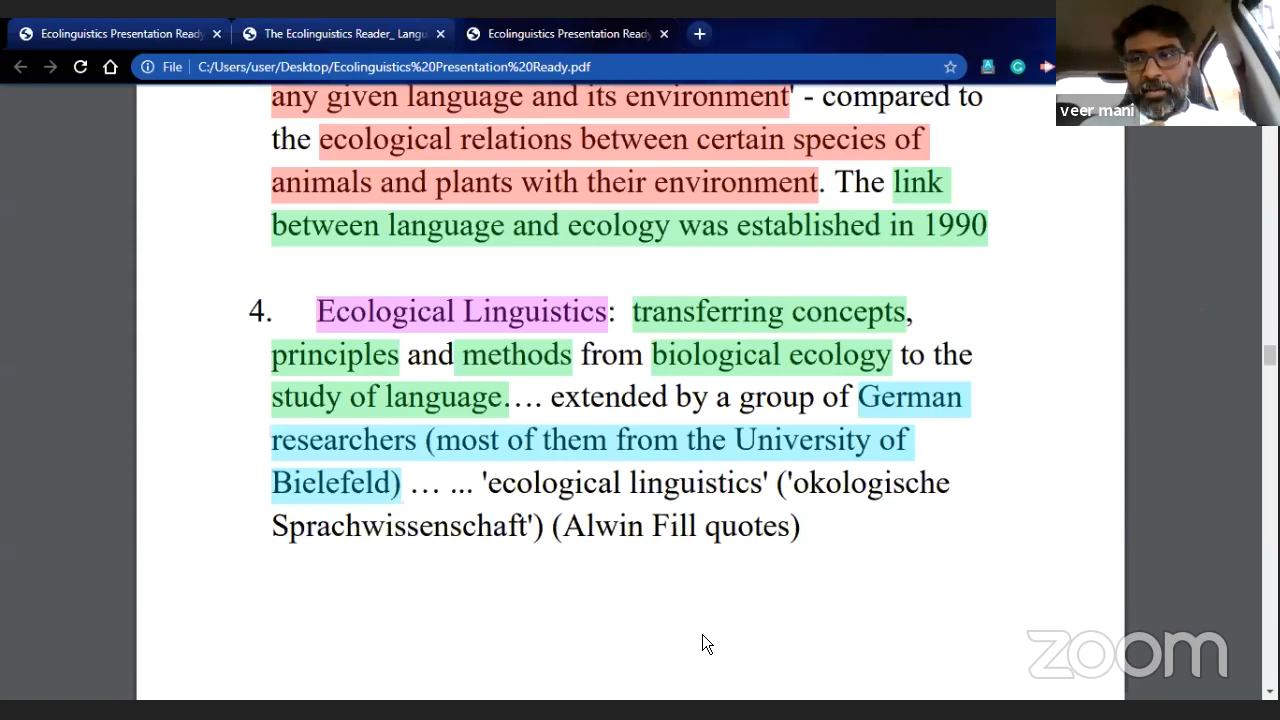 Ecolinguistics Presentation Ready
The Ecolinguistics Reader_ Langu
Ecolinguistics Presentation Ready
File C:/Users/user/Desktop/Ecolinguistics%20Presentation%20Ready.pdf
veer mani
any given language and its environment' - compared to
the ecological relations between certain species of
animals and plants with their environment. The link
between language and ecology was established in 1990
4. Ecological Linguistics: transferring concepts,
principles and methods from biological ecology to the
study of language…. extended by a group of German
researchers (most of them from the University of
Bielefeld) … ... 'ecological linguistics' ('okologische
Sprachwissenschaft') (Alwin Fill quotes)
zoom